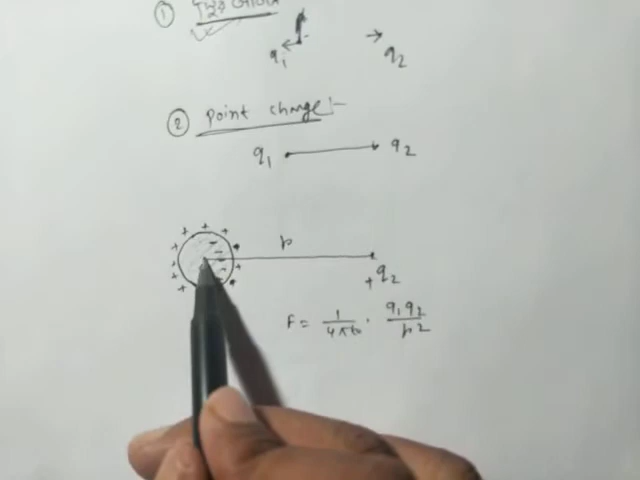 ①
q₁ q₂
② point charge:-
q₁ q₂
+ + + + + + + + r
- - - - + q₂
F = 1/4πε₀ · q₁q₂/r2